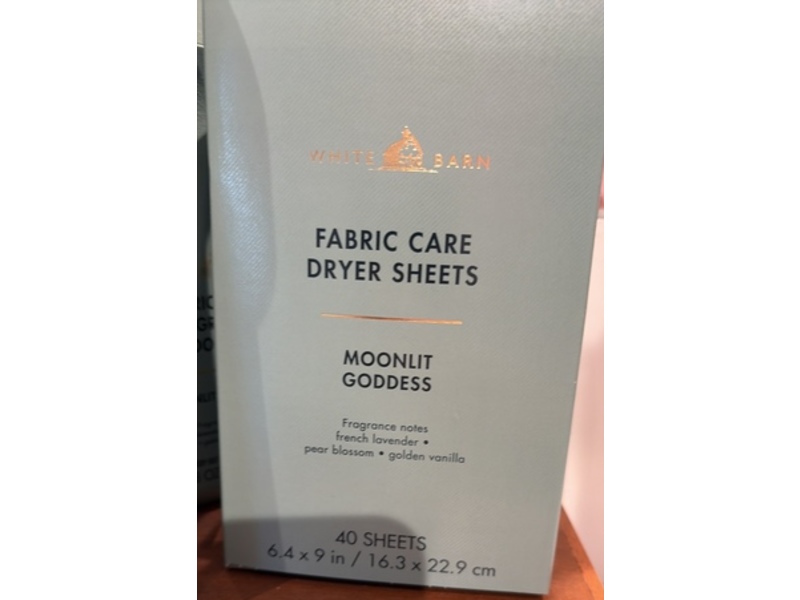 WHITE BARN
FABRIC CARE
DRYER SHEETS
MOONLIT
GODDESS
Fragrance notes
french lavender •
pear blossom • golden vanilla
40 SHEETS
6.4 x 9 in / 16.3 x 22.9 cm